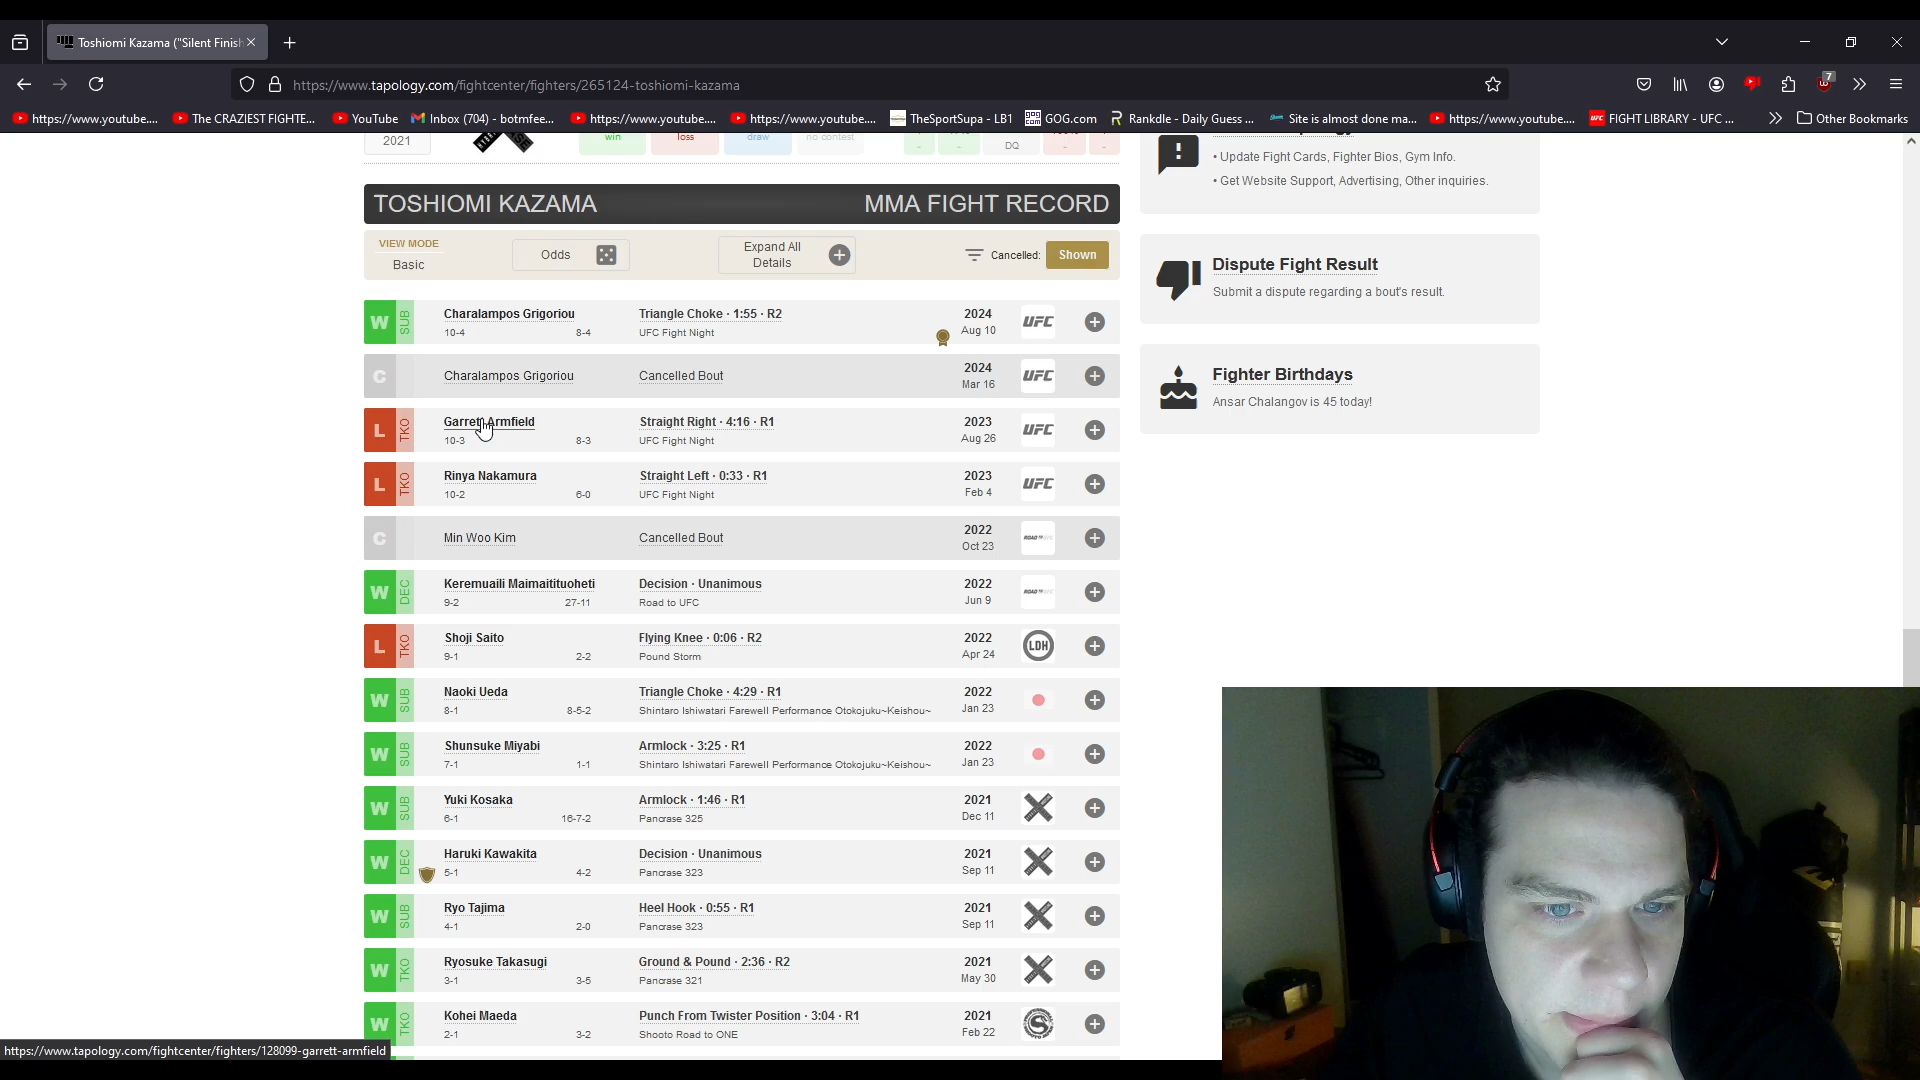 Toshiomi Kazama ("Silent Finish
https://www.tapology.com/fightcenter/fighters/265124-toshiomi-kazama
7
https://www.youtube....
The CRAZIEST FIGHTE...
YouTube
Inbox (704) - botmfee...
https://www.youtube....
https://www.youtube....
TheSportSupa - LB1
GOG.com
Rankdle - Daily Guess ...
Site is almost done ma...
https://www.youtube....
FIGHT LIBRARY - UFC ...
Other Bookmarks
2021
win
loss
draw
no contest
DQ
TOSHIOMI KAZAMA
MMA FIGHT RECORD
VIEW MODE
Basic
Odds
Expand All
Details
Cancelled:
Shown
W SUB Charalampos Grigoriou Triangle Choke · 1:55 · R2 2024
10-4 8-4 UFC Fight Night Aug 10 UFC
C Charalampos Grigoriou Cancelled Bout 2024
Mar 16 UFC
L TKO Garrett Armfield Straight Right · 4:16 · R1 2023
10-3 8-3 UFC Fight Night Aug 26 UFC
L TKO Rinya Nakamura Straight Left · 0:33 · R1 2023
10-2 6-0 UFC Fight Night Feb 4 UFC
C Min Woo Kim Cancelled Bout 2022
Oct 23
W DEC Keremuaili Maimaitituoheti Decision · Unanimous 2022
9-2 27-11 Road to UFC Jun 9
L TKO Shoji Saito Flying Knee · 0:06 · R2 2022
9-1 2-2 Pound Storm Apr 24 LDH
W SUB Naoki Ueda Triangle Choke · 4:29 · R1 2022
8-1 8-5-2 Shintaro Ishiwatari Farewell Performance Otokojuku~Keishou~ Jan 23
W SUB Shunsuke Miyabi Armlock · 3:25 · R1 2022
7-1 1-1 Shintaro Ishiwatari Farewell Performance Otokojuku~Keishou~ Jan 23
W SUB Yuki Kosaka Armlock · 1:46 · R1 2021
6-1 16-7-2 Pancrase 325 Dec 11
W DEC Haruki Kawakita Decision · Unanimous 2021
5-1 4-2 Pancrase 323 Sep 11
W SUB Ryo Tajima Heel Hook · 0:55 · R1 2021
4-1 2-0 Pancrase 323 Sep 11
W TKO Ryosuke Takasugi Ground & Pound · 2:36 · R2 2021
3-1 3-5 Pancrase 321 May 30
W TKO Kohei Maeda Punch From Twister Position · 3:04 · R1 2021
2-1 3-2 Shooto Road to ONE Feb 22
• Update Fight Cards, Fighter Bios, Gym Info.
• Get Website Support, Advertising, Other inquiries.
Dispute Fight Result
Submit a dispute regarding a bout's result.
Fighter Birthdays
Ansar Chalangov is 45 today!
https://www.tapology.com/fightcenter/fighters/128099-garrett-armfield